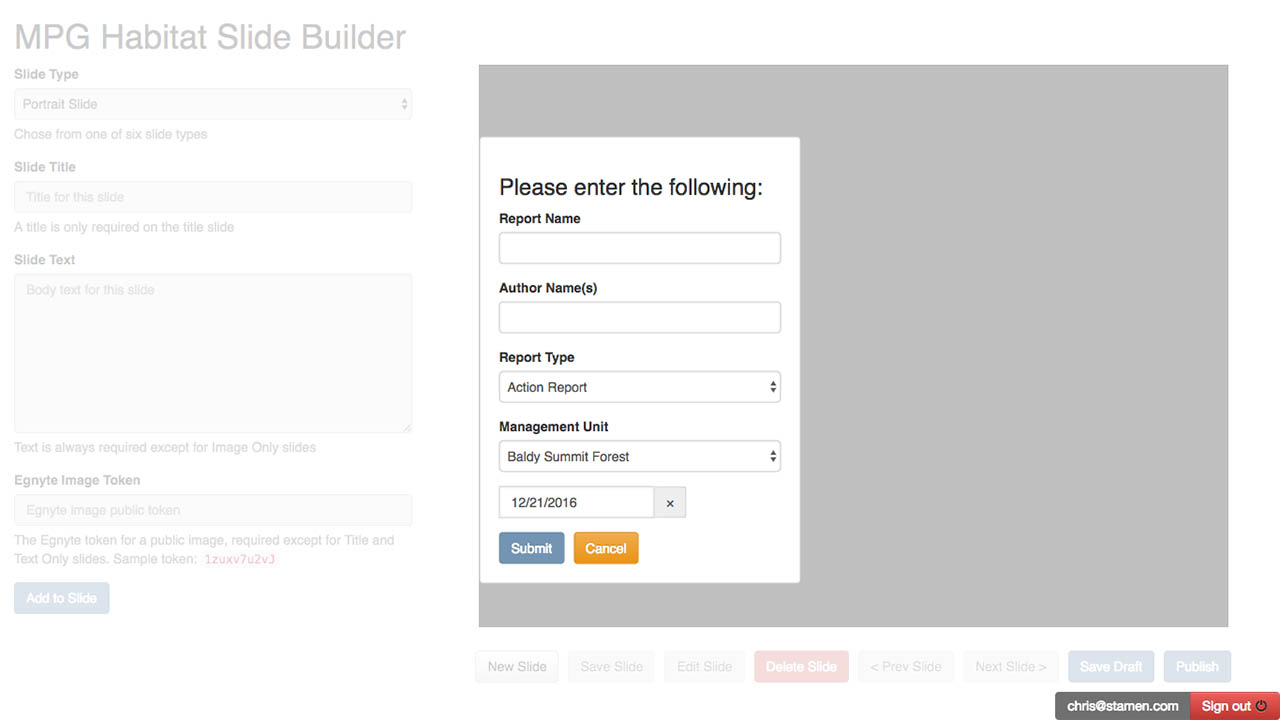 MPG Habitat Slide Builder
Slide Type
Portrait Slide
Chose from one of six slide types
Slide Title
Title for this slide
A title is only required on the title slide
Slide Text
Body text for this slide
Text is always required except for Image Only slides
Egnyte Image Token
Egnyte image public token
The Egnyte token for a public image, required except for Title and
Text Only slides. Sample token: 1zuxv7u2vJ
Add to Slide
Please enter the following:
Report Name
Author Name(s)
Report Type
Action Report
Management Unit
Baldy Summit Forest
12/21/2016 ×
Submit Cancel
New Slide Save Slide Edit Slide Delete Slide < Prev Slide Next Slide > Save Draft Publish
chris@stamen.com Sign out